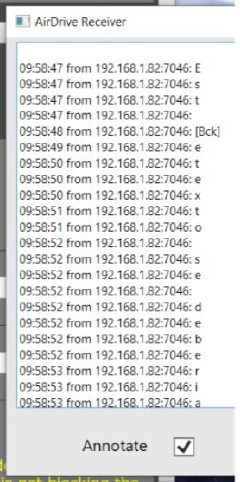 AirDrive Receiver
09:58:47 from 192.168.1.82:7046: E
09:58:47 from 192.168.1.82:7046: s
09:58:47 from 192.168.1.82:7046: t
09:58:47 from 192.168.1.82:7046:
09:58:48 from 192.168.1.82:7046: [Bck]
09:58:49 from 192.168.1.82:7046: e
09:58:50 from 192.168.1.82:7046: t
09:58:50 from 192.168.1.82:7046: e
09:58:50 from 192.168.1.82:7046: x
09:58:51 from 192.168.1.82:7046: t
09:58:51 from 192.168.1.82:7046: o
09:58:52 from 192.168.1.82:7046:
09:58:52 from 192.168.1.82:7046: s
09:58:52 from 192.168.1.82:7046: e
09:58:52 from 192.168.1.82:7046:
09:58:52 from 192.168.1.82:7046: d
09:58:52 from 192.168.1.82:7046: e
09:58:52 from 192.168.1.82:7046: b
09:58:52 from 192.168.1.82:7046: e
09:58:53 from 192.168.1.82:7046: r
09:58:53 from 192.168.1.82:7046: i
09:58:53 from 192.168.1.82:7046: a
Annotate
is not blocking the